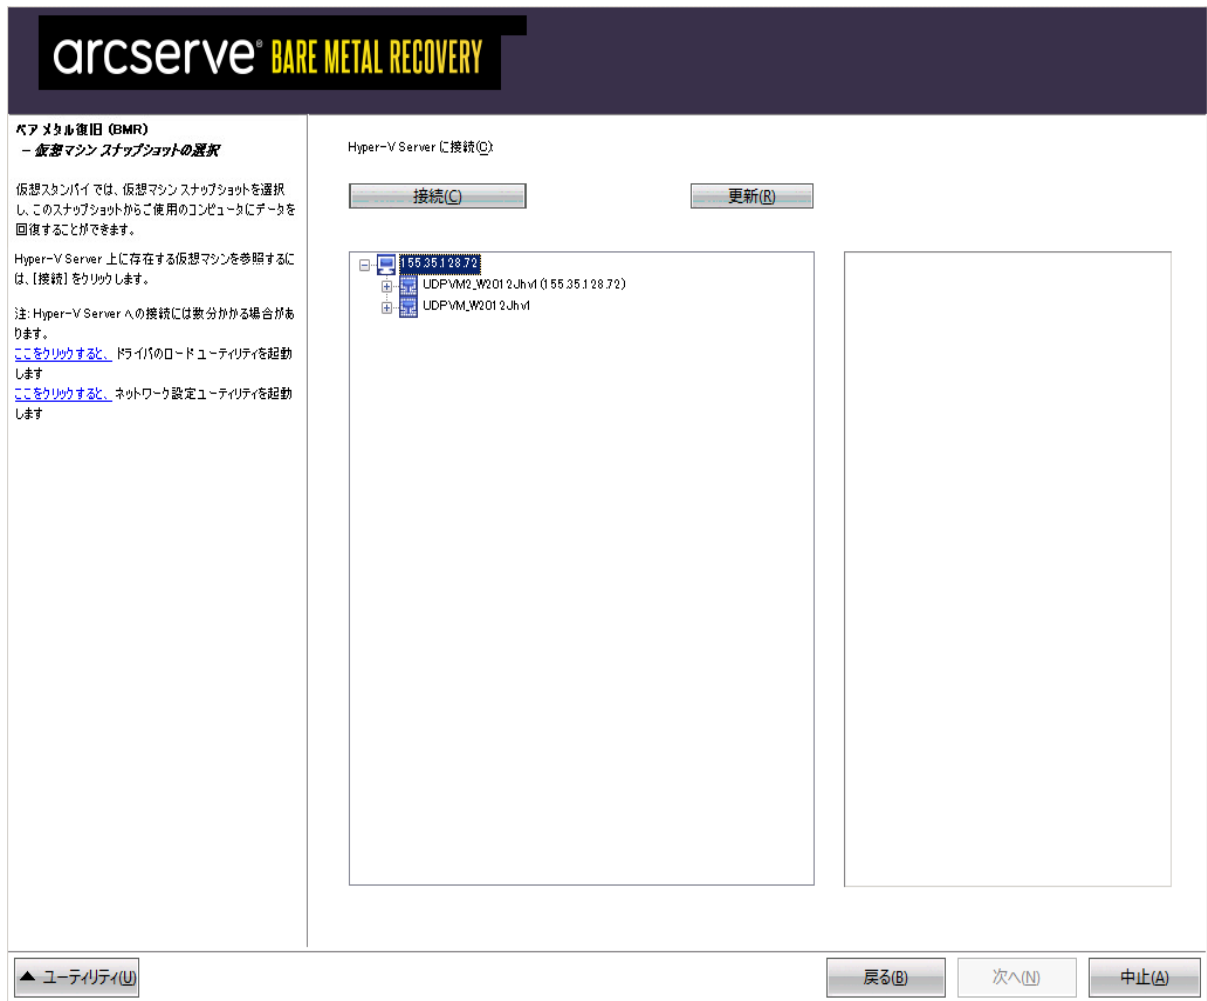 arcserve® BARE METAL RECOVERY
ベア メタル復旧 (BMR)
- 仮想マシン スナップショットの選択
仮想スタンバイ では、仮想マシン スナップショットを選択
し、このスナップショットからご使用のコンピュータにデータを
回復することができます。
Hyper-V Server 上に存在する仮想マシンを参照するに
は、[接続] をクリックします。
注: Hyper-V Server への接続には数分かかる場合があ
ります。
ここをクリックすると、ドライバのロード ユーティリティを起動
します
ここをクリックすると、ネットワーク設定ユーティリティを起動
します
Hyper-V Server に接続(C):
接続(C)
更新(R)
155.35.128.72
UDPVM2_W2012Jhv1(155.35.128.72)
UDPVM_W2012Jhv1
▲ ユーティリティ(U)
戻る(B)
次へ(N)
中止(A)